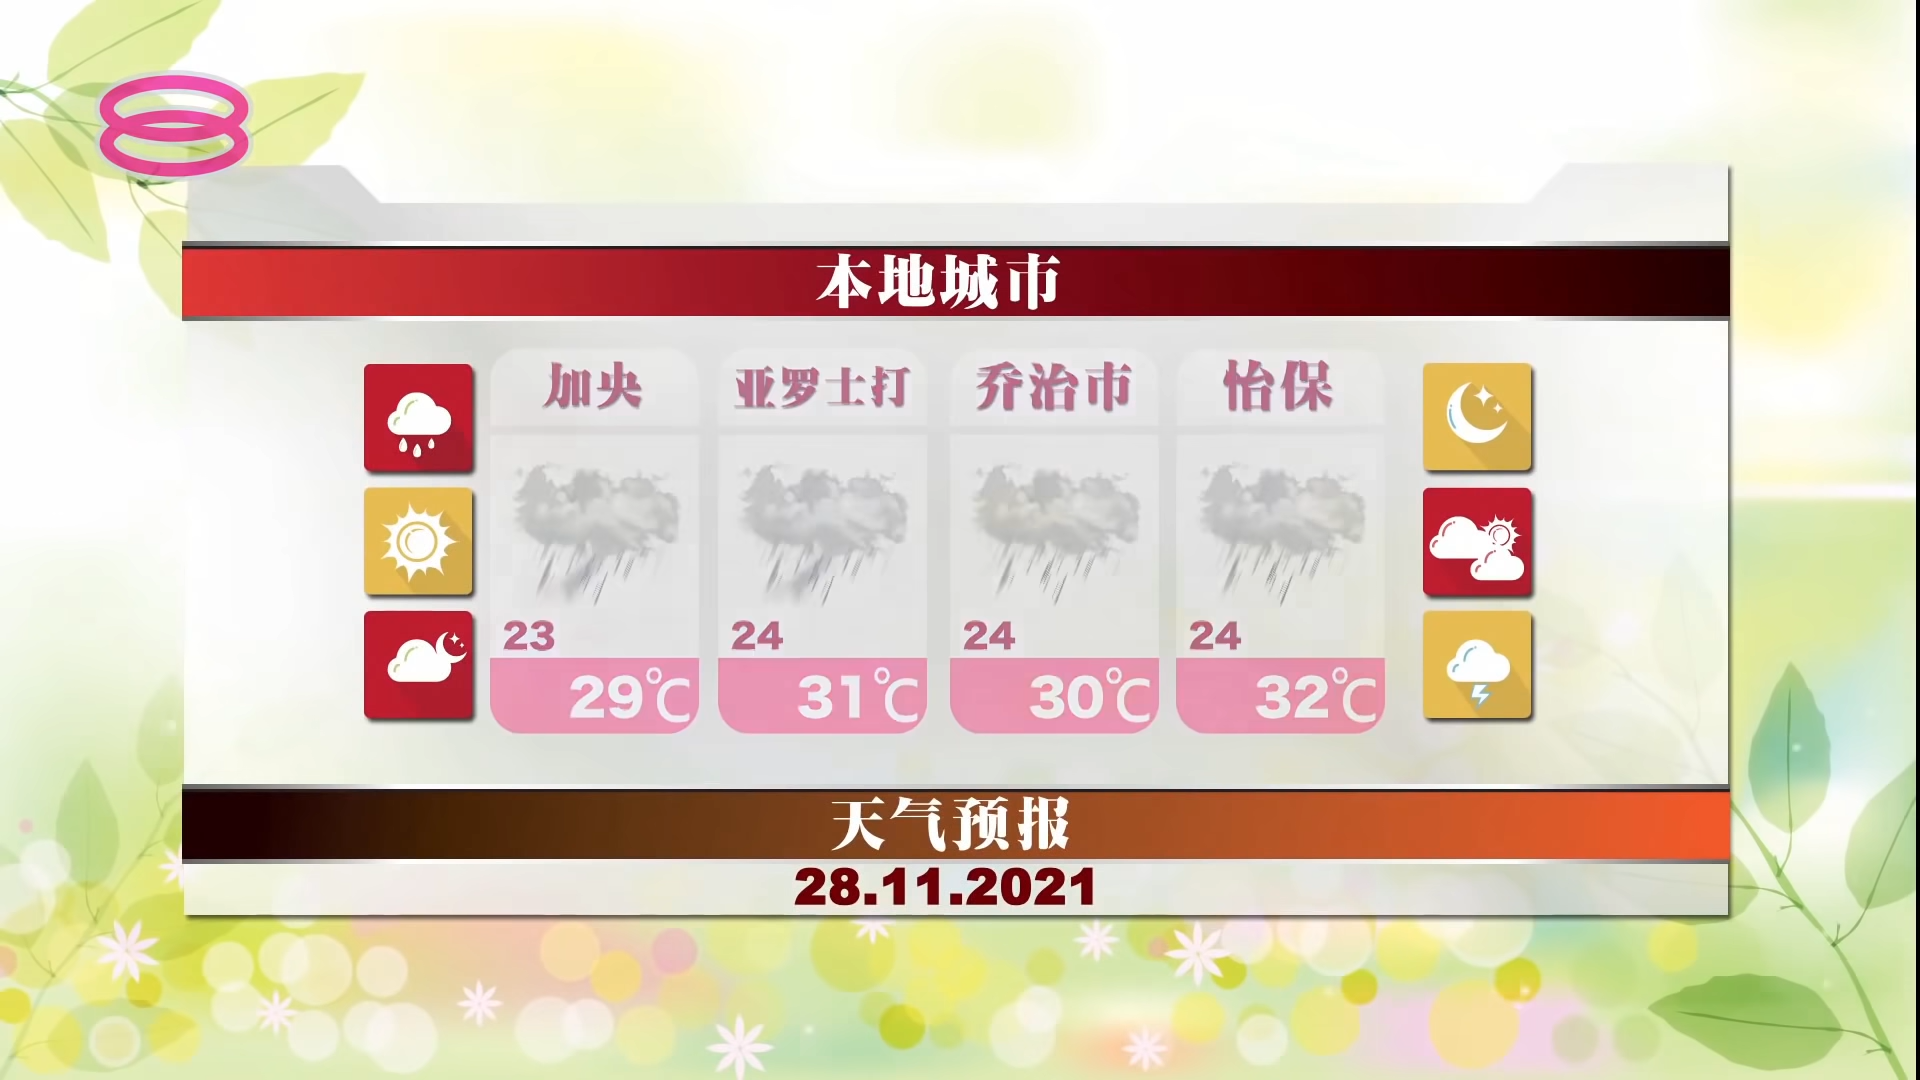 本地城市
加央 亚罗士打 乔治市 怡保
23 24 24 24
29℃ 31℃ 30℃ 32℃
天气预报
28.11.2021